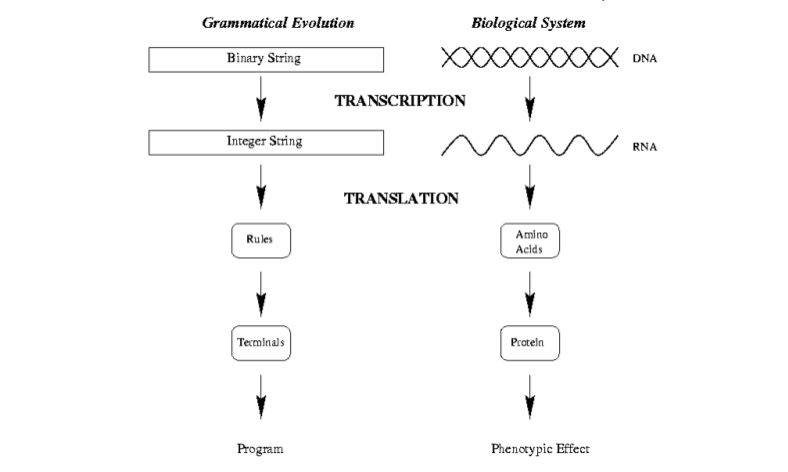 Grammatical Evolution
Biological System
Binary String
DNA
TRANSCRIPTION
Integer String
RNA
TRANSLATION
Rules
Amino
Acids
Terminals
Protein
Program
Phenotypic Effect